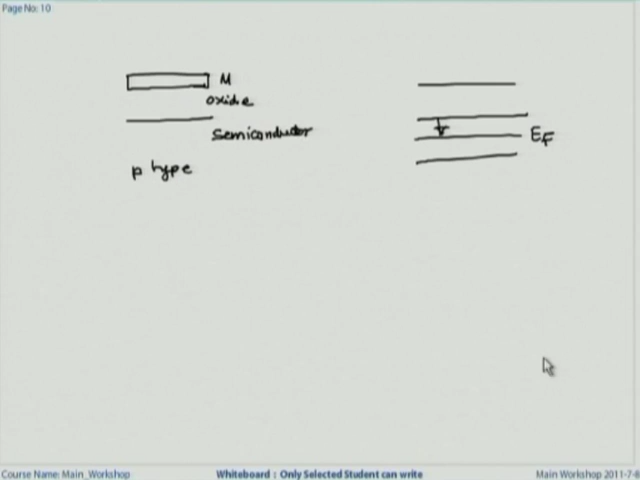 Page No: 10
M
oxide
Semiconductor
p type
EF
Course Name: Main_Workshop
Whiteboard : Only Selected Student can write
Main Workshop 2011-7-8